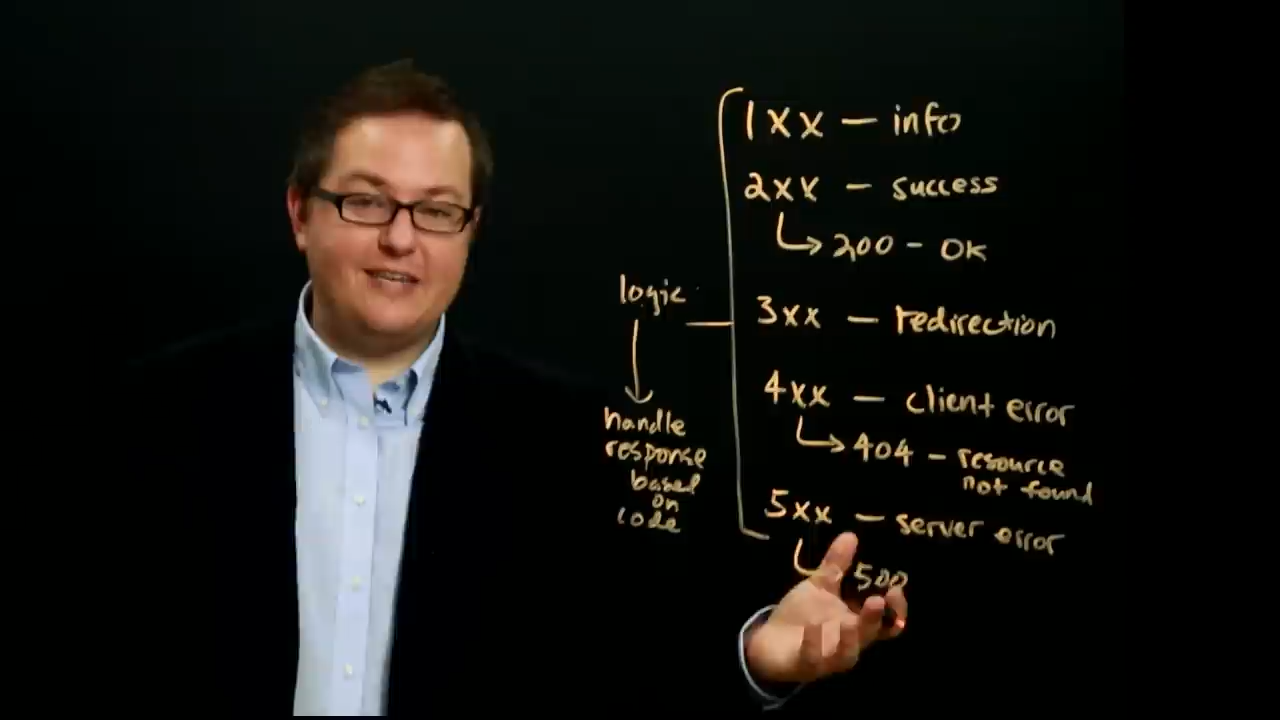 1xx — info
2xx — success
200 - OK
logic
3xx — redirection
4xx — client error
handle
response
based
on
code
404 — resource
not found
5xx — server error
500